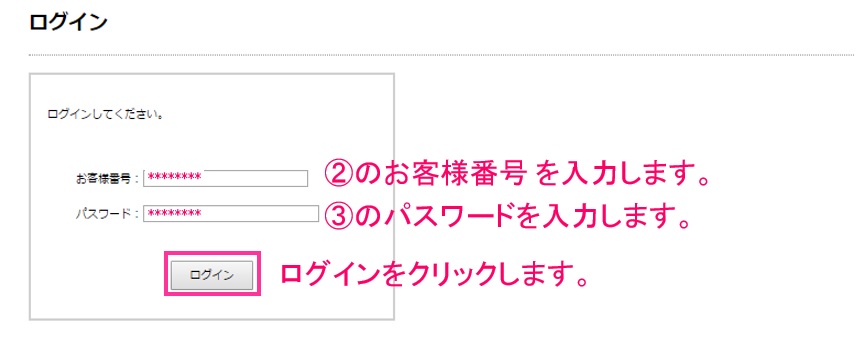 ログイン
ログインしてください。
お客様番号： ******** ②のお客様番号 を入力します。
パスワード： ******** ③のパスワードを入力します。
ログイン ログインをクリックします。